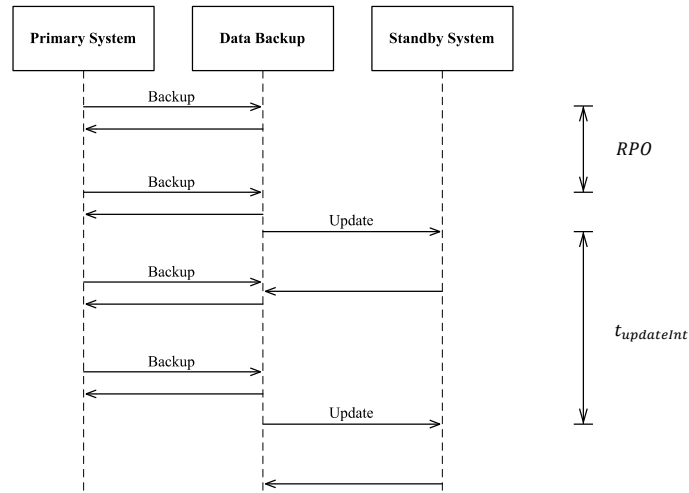 Primary System
Data Backup
Standby System
Backup
RPO
Backup
Update
Backup
t_updateInt
Backup
Update